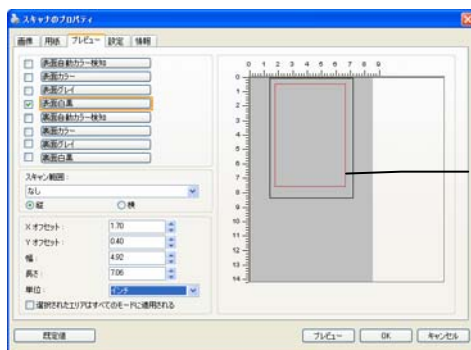 スキャナのプロパティ
画像 用紙 プレビュー 設定 情報
表面自動カラー検知
表面カラー
表面グレイ
表面白黒
裏面自動カラー検知
裏面カラー
裏面グレイ
裏面白黒
スキャン範囲:
なし
縦 横
Xオフセット: 1.70
Yオフセット: 0.40
幅: 4.92
長さ: 7.06
単位: インチ
選択されたエリアはすべてのモードに適用される
0 1 2 3 4 5 6 7 8 9
0
1
2
3
4
5
6
7
8
9
10
11
12
13
14
既定値 プレビュー OK キャンセル